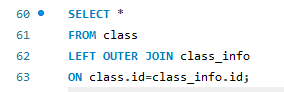 60 SELECT *
61 FROM class
62 LEFT OUTER JOIN class_info
63 ON class.id=class_info.id;